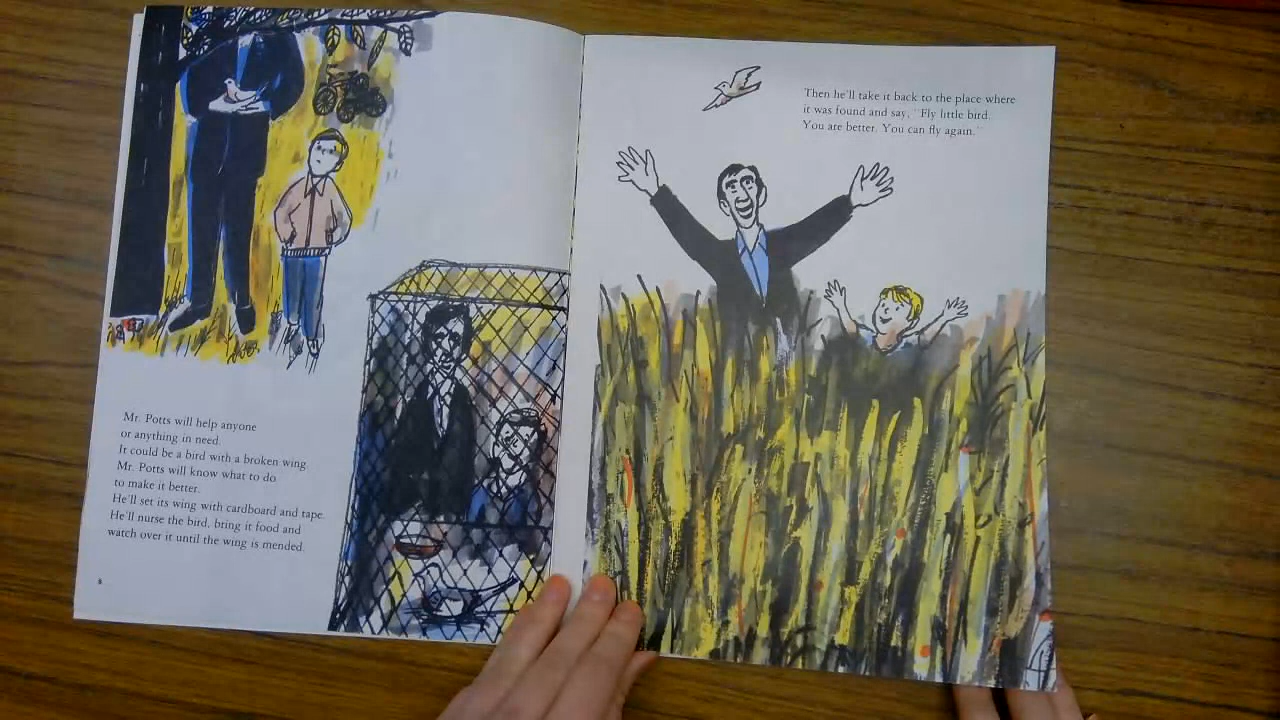 Mr. Potts will help anyone
or anything in need.
It could be a bird with a broken wing.
Mr. Potts will know what to do
to make it better.
He'll set its wing with cardboard and tape.
He'll nurse the bird, bring it food and
watch over it until the wing is mended.
8
Then he'll take it back to the place where
it was found and say, "Fly little bird.
You are better. You can fly again."